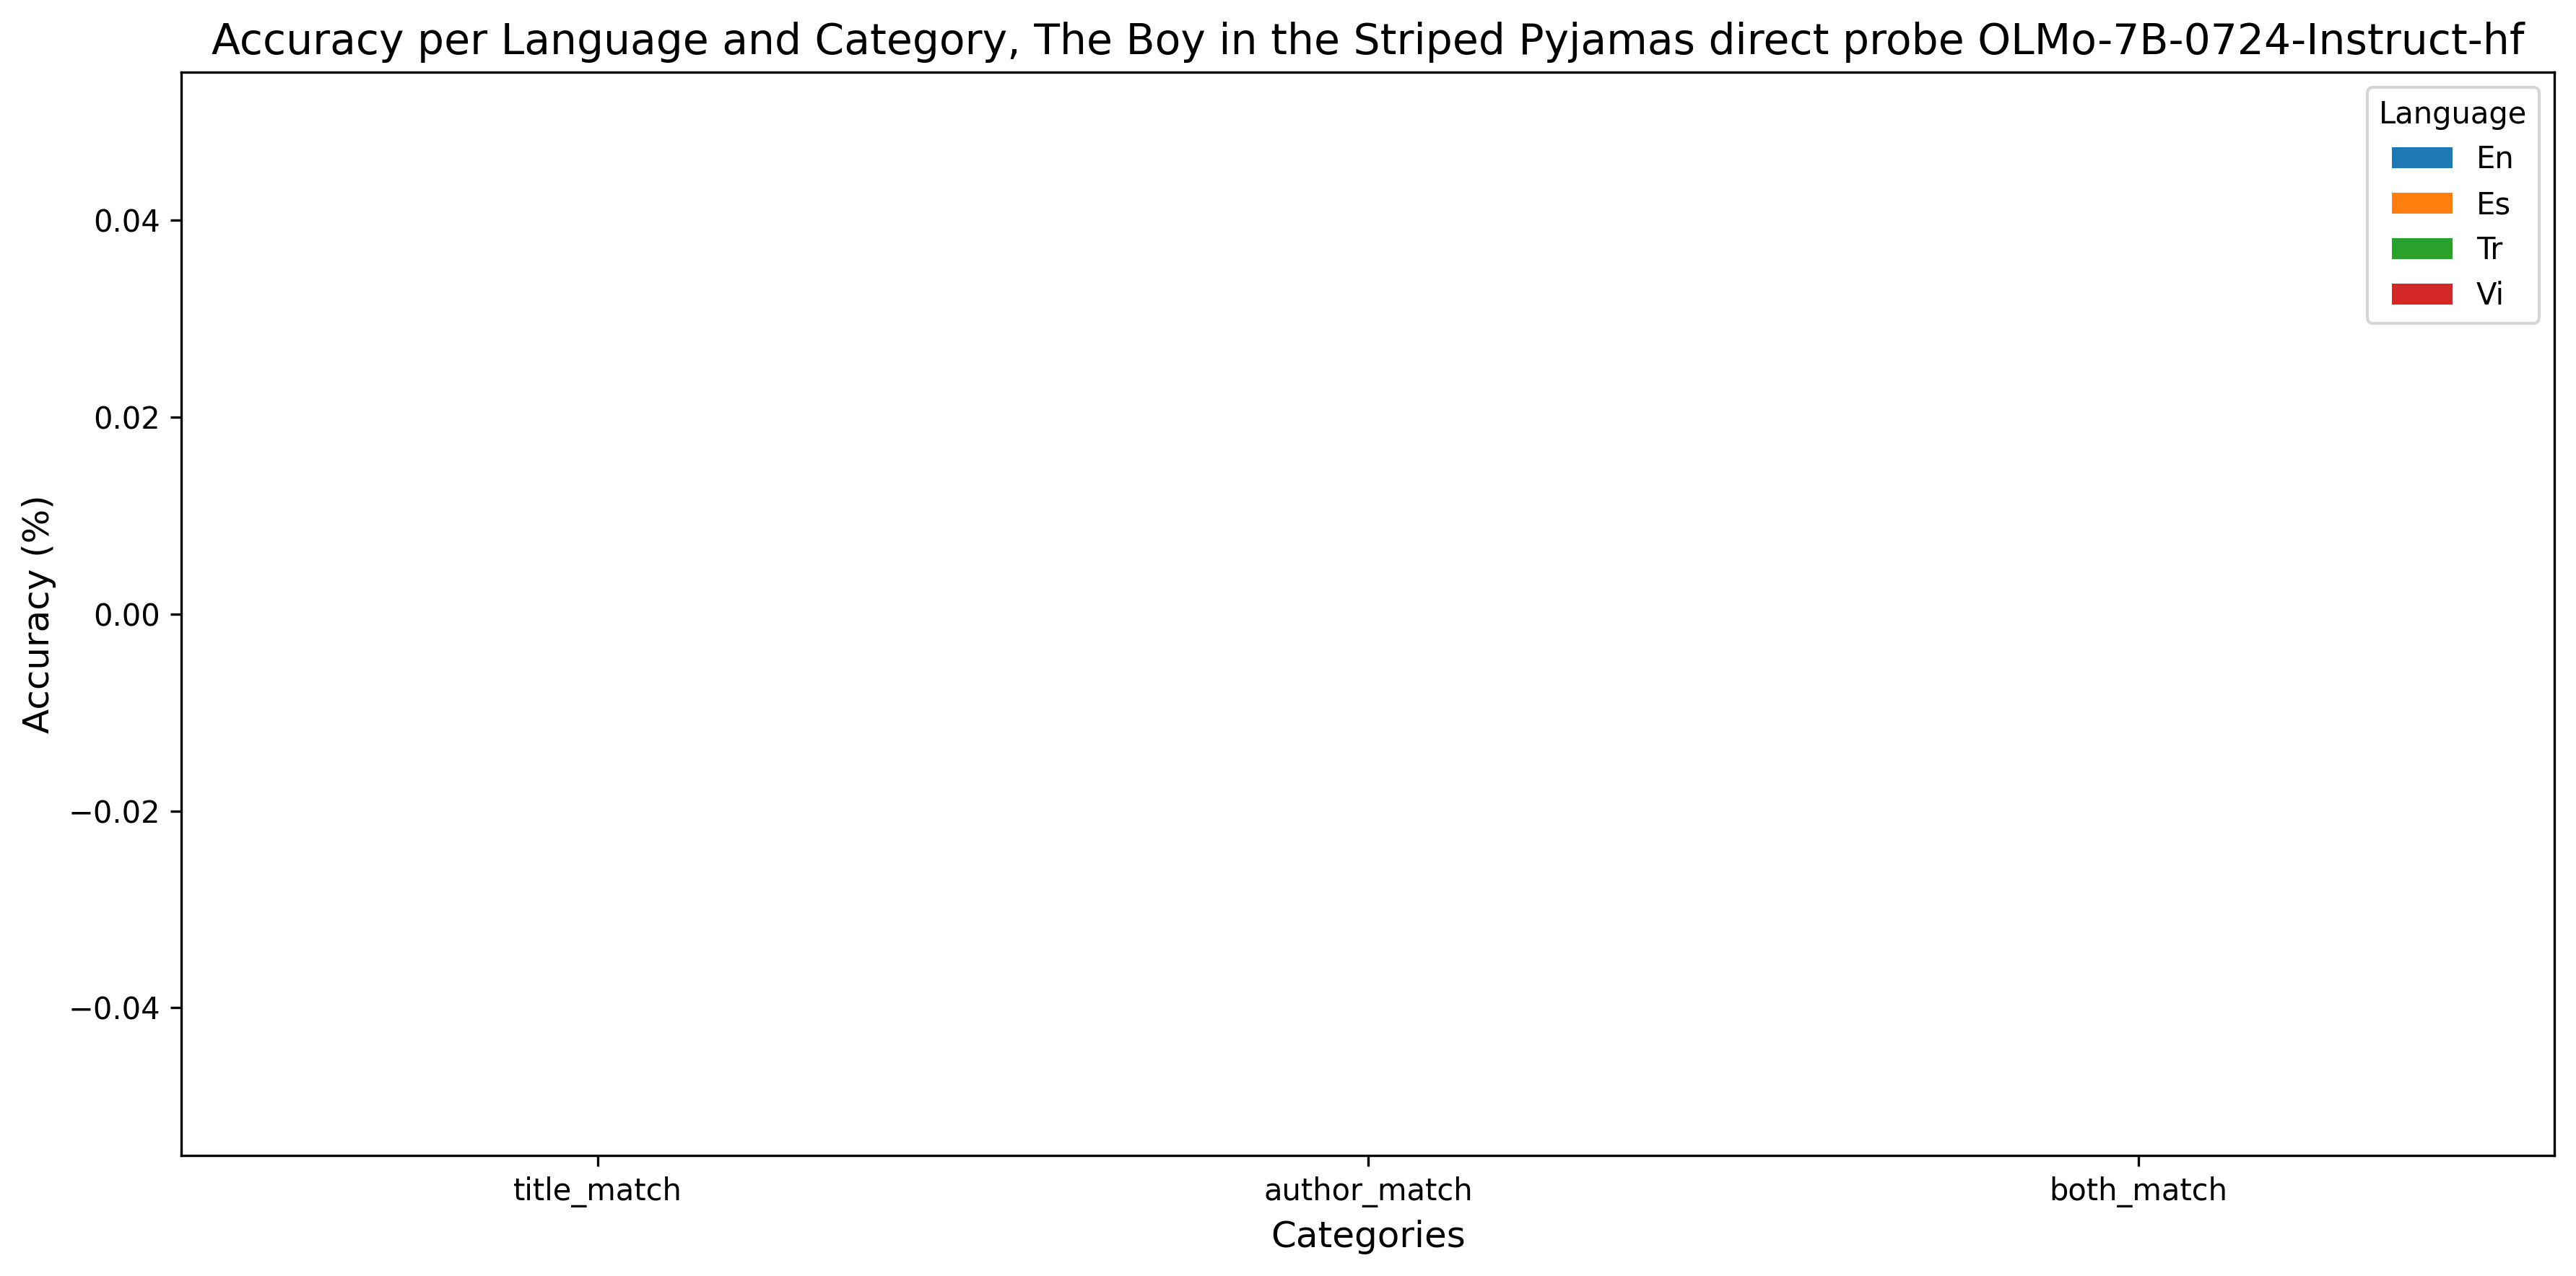 Accuracy per Language and Category, The Boy in the Striped Pyjamas direct probe OLMo-7B-0724-Instruct-hf
Language
En
Es
Tr
Vi
Accuracy (%)
0.04
0.02
0.00
−0.02
−0.04
title_match
author_match
both_match
Categories